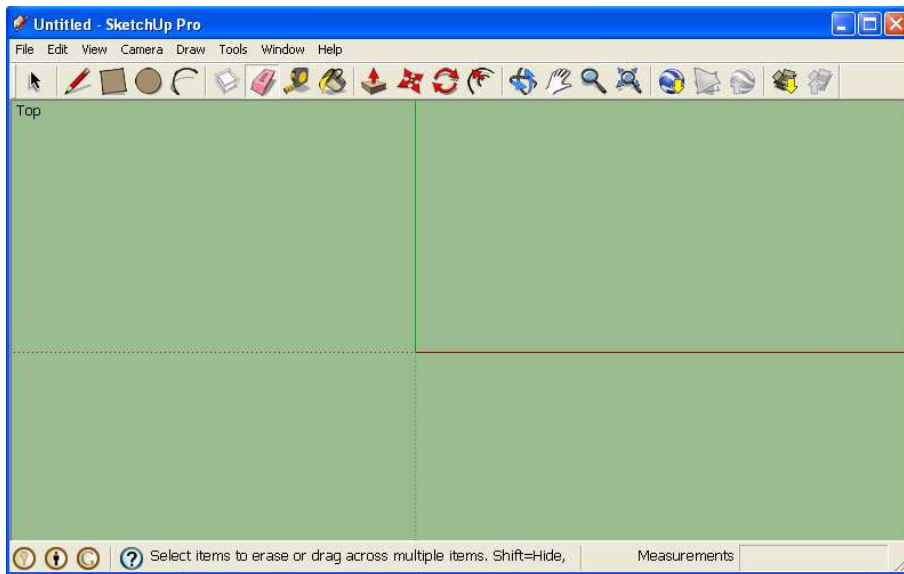 Untitled - SketchUp Pro
File Edit View Camera Draw Tools Window Help
Top
Select items to erase or drag across multiple items. Shift=Hide,
Measurements